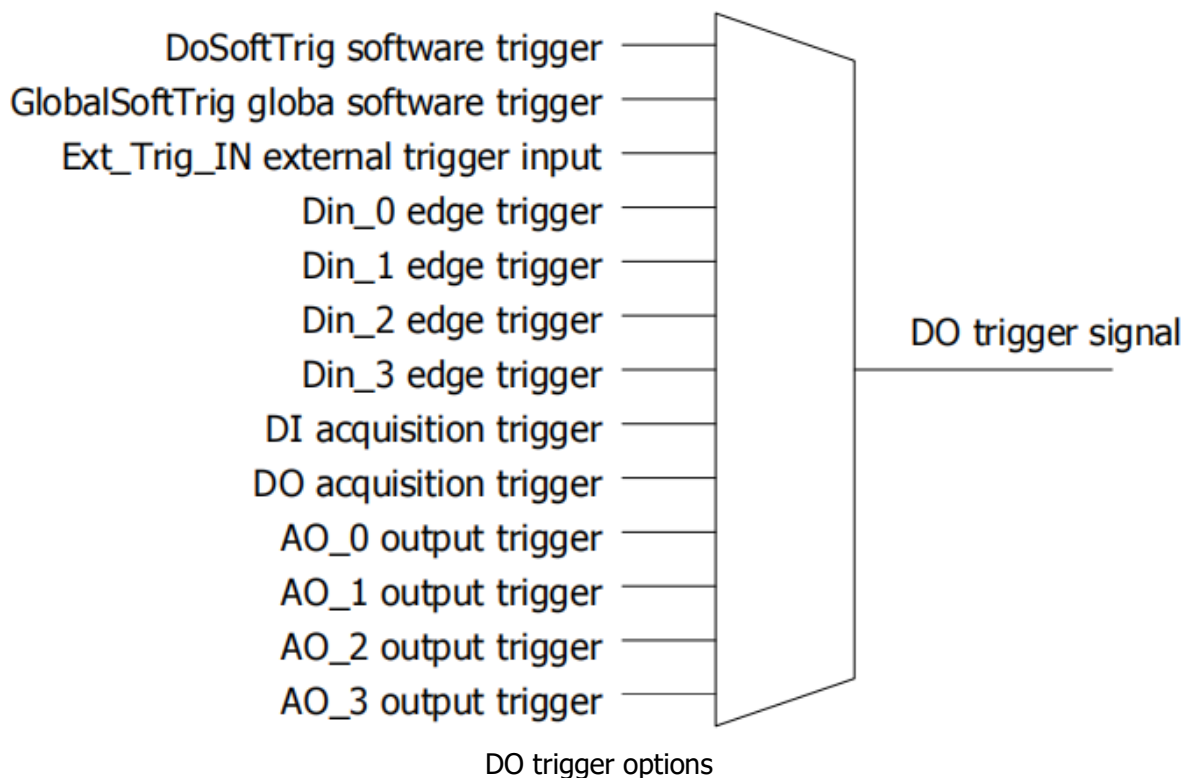 DoSoftTrig software trigger
GlobalSoftTrig globa software trigger
Ext_Trig_IN external trigger input
Din_0 edge trigger
Din_1 edge trigger
Din_2 edge trigger
Din_3 edge trigger
DI acquisition trigger
DO acquisition trigger
AO_0 output trigger
AO_1 output trigger
AO_2 output trigger
AO_3 output trigger
DO trigger signal
DO trigger options